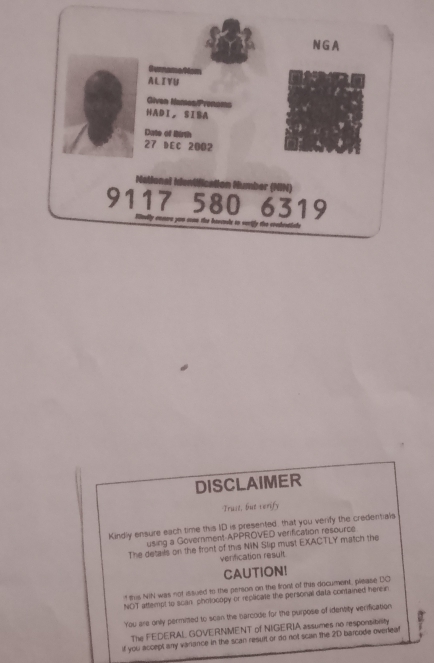 NGA
Surname/Nom
ALIYU
Given Names/Prenoms
HADI, SISA
Date of Birth
27 DEC 2002
National Identification Number (NIN)
9117 580 6319
Kindly ensure you scan the barcode to verify the credentials
DISCLAIMER
Trust, but verify
Kindly ensure each time this ID is presented, that you verify the credentials
using a Government-APPROVED verification resource.
The details on the front of this NIN Slip must EXACTLY match the
verification result.
CAUTION!
If this NIN was not issued to the person on the front of this document, please DO
NOT attempt to scan, photocopy or replicate the personal data contained herein.
You are only permitted to scan the barcode for the purpose of identity verification
The FEDERAL GOVERNMENT of NIGERIA assumes no responsibility
if you accept any variance in the scan result or do not scan the 2D barcode overleaf